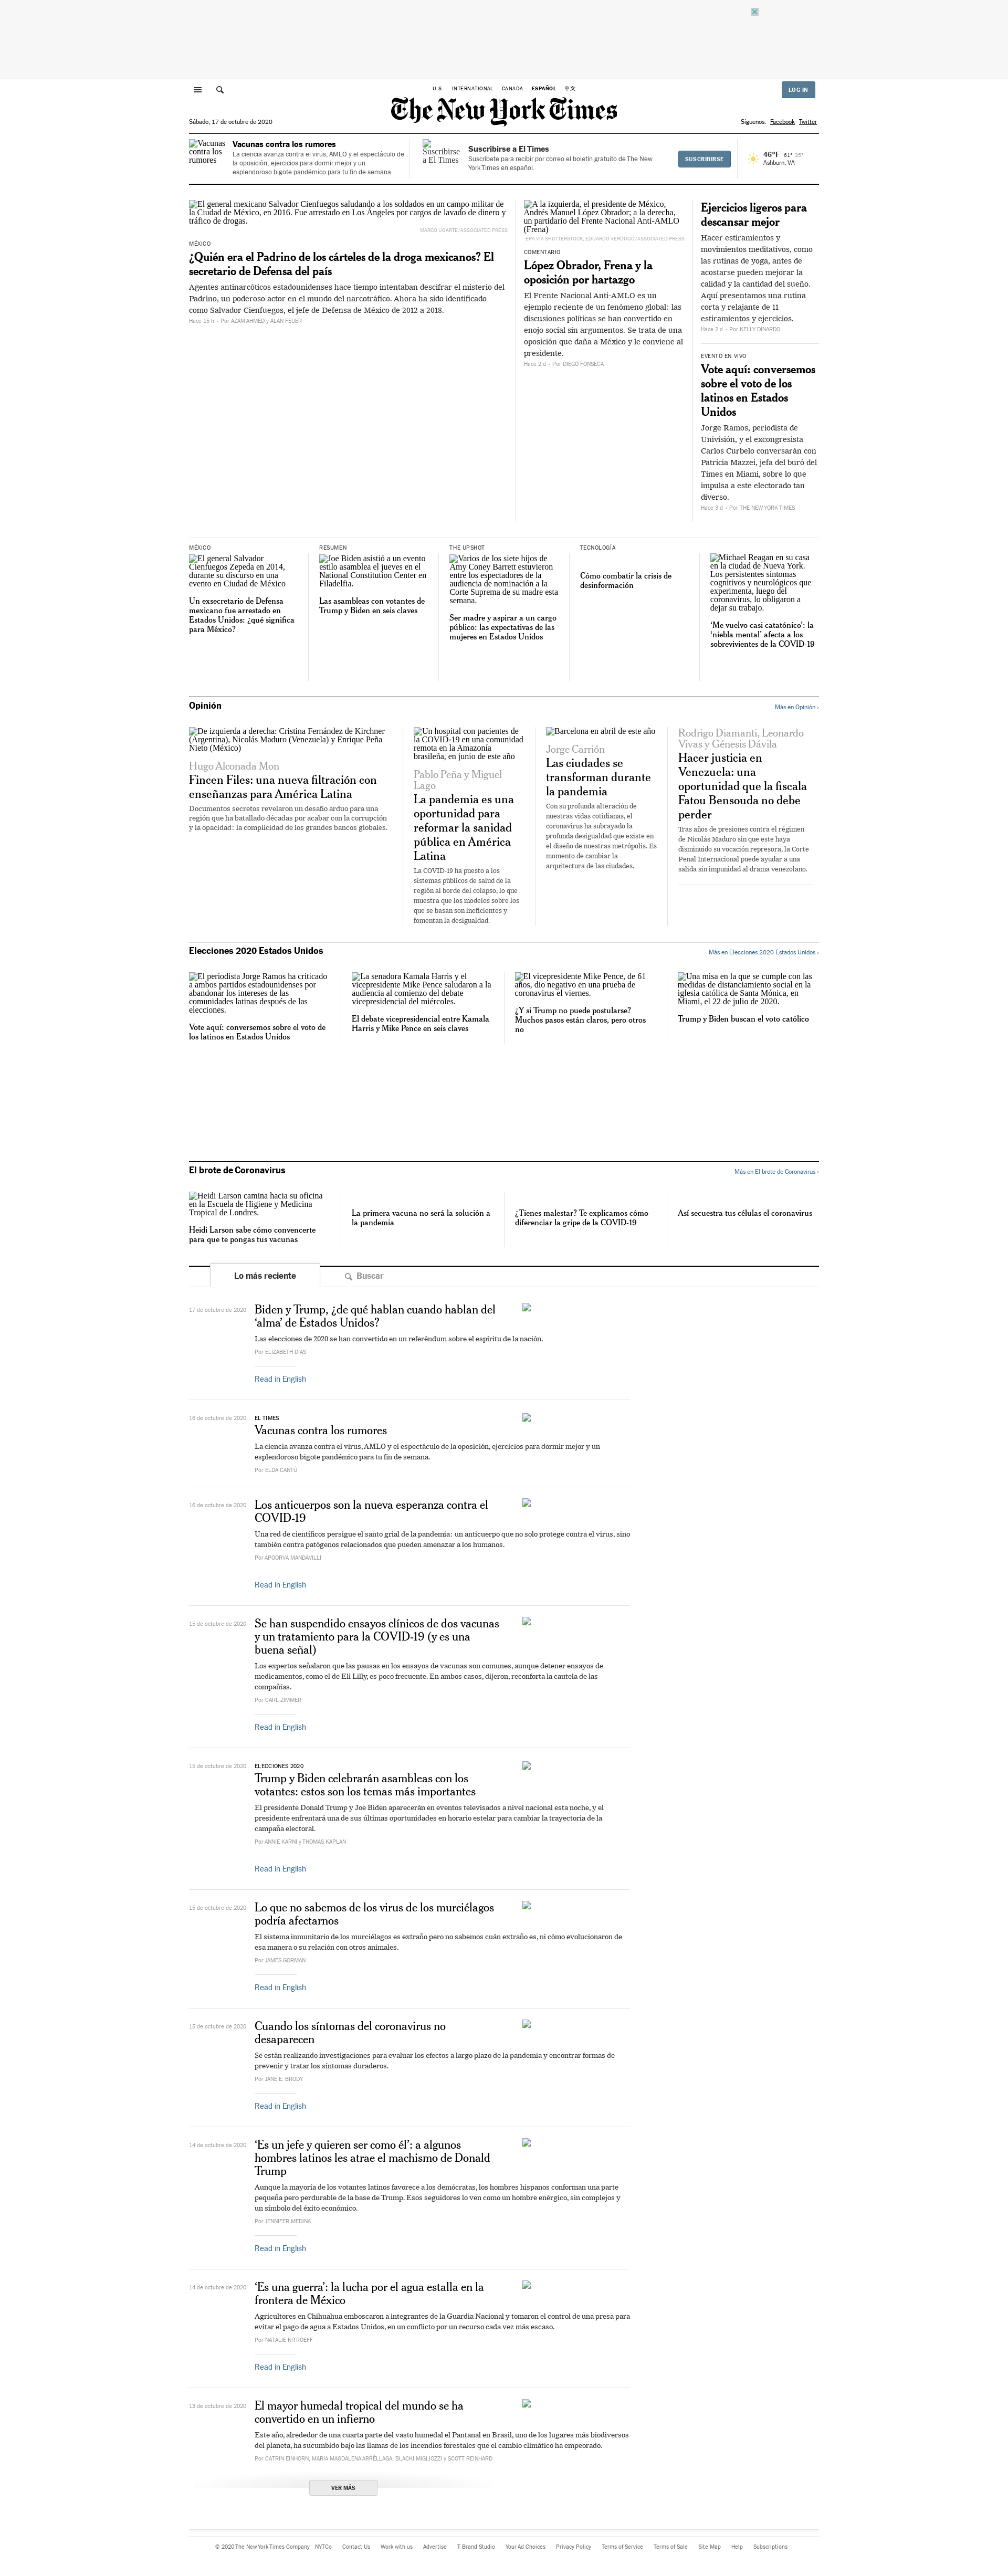 U.S.
INTERNATIONAL
CANADA
ESPAÑOL
中文
LOG IN
The New York Times
Sábado, 17 de octubre de 2020
Síguenos: Facebook Twitter
Vacunas contra los rumores
Vacunas contra los rumores
La ciencia avanza contra el virus, AMLO y el espectáculo de
la oposición, ejercicios para dormir mejor y un
esplendoroso bigote pandémico para tu fin de semana.
Suscribirse a El Times
Suscribirse a El Times
Suscríbete para recibir por correo el boletín gratuito de The New
York Times en español.
SUSCRIBIRSE
46°F 61° 35°
Ashburn, VA
El general mexicano Salvador Cienfuegos saludando a los soldados en un campo militar de
la Ciudad de México, en 2016. Fue arrestado en Los Ángeles por cargos de lavado de dinero y
tráfico de drogas.
MARCO UGARTE/ASSOCIATED PRESS
MÉXICO
¿Quién era el Padrino de los cárteles de la droga mexicanos? El
secretario de Defensa del país
Agentes antinarcóticos estadounidenses hace tiempo intentaban descifrar el misterio del
Padrino, un poderoso actor en el mundo del narcotráfico. Ahora ha sido identificado
como Salvador Cienfuegos, el jefe de Defensa de México de 2012 a 2018.
Hace 15 h - Por AZAM AHMED y ALAN FEUER
A la izquierda, el presidente de México,
Andrés Manuel López Obrador; a la derecha,
un partidario del Frente Nacional Anti-AMLO
(Frena)
EPA VIA SHUTTERSTOCK; EDUARDO VERDUGO/ASSOCIATED PRESS
COMENTARIO
López Obrador, Frena y la
oposición por hartazgo
El Frente Nacional Anti-AMLO es un
ejemplo reciente de un fenómeno global: las
discusiones políticas se han convertido en
enojo social sin argumentos. Se trata de una
oposición que daña a México y le conviene al
presidente.
Hace 2 d - Por DIEGO FONSECA
Ejercicios ligeros para
descansar mejor
Hacer estiramientos y
movimientos meditativos, como
las rutinas de yoga, antes de
acostarse pueden mejorar la
calidad y la cantidad del sueño.
Aquí presentamos una rutina
corta y relajante de 11
estiramientos y ejercicios.
Hace 2 d - Por KELLY DINARDO
EVENTO EN VIVO
Vote aquí: conversemos
sobre el voto de los
latinos en Estados
Unidos
Jorge Ramos, periodista de
Univisión, y el excongresista
Carlos Curbelo conversarán con
Patricia Mazzei, jefa del buró del
Times en Miami, sobre lo que
impulsa a este electorado tan
diverso.
Hace 3 d - Por THE NEW YORK TIMES
MÉXICO
El general Salvador
Cienfuegos Zepeda en 2014,
durante su discurso en una
evento en Ciudad de México
Un exsecretario de Defensa
mexicano fue arrestado en
Estados Unidos: ¿qué significa
para México?
RESUMEN
Joe Biden asistió a un evento
estilo asamblea el jueves en el
National Constitution Center en
Filadelfia.
Las asambleas con votantes de
Trump y Biden en seis claves
THE UPSHOT
Varios de los siete hijos de
Amy Coney Barrett estuvieron
entre los espectadores de la
audiencia de nominación a la
Corte Suprema de su madre esta
semana.
Ser madre y aspirar a un cargo
público: las expectativas de las
mujeres en Estados Unidos
TECNOLOGÍA
Cómo combatir la crisis de
desinformación
Michael Reagan en su casa
en la ciudad de Nueva York.
Los persistentes síntomas
cognitivos y neurológicos que
experimenta, luego del
coronavirus, lo obligaron a
dejar su trabajo.
‘Me vuelvo casi catatónico’: la
‘niebla mental’ afecta a los
sobrevivientes de la COVID-19
Opinión
Más en Opinión ›
De izquierda a derecha: Cristina Fernández de Kirchner
(Argentina), Nicolás Maduro (Venezuela) y Enrique Peña
Nieto (México)
Hugo Alconada Mon
Fincen Files: una nueva filtración con
enseñanzas para América Latina
Documentos secretos revelaron un desafío arduo para una
región que ha batallado décadas por acabar con la corrupción
y la opacidad: la complicidad de los grandes bancos globales.
Un hospital con pacientes de
la COVID-19 en una comunidad
remota en la Amazonía
brasileña, en junio de este año
Pablo Peña y Miguel
Lago
La pandemia es una
oportunidad para
reformar la sanidad
pública en América
Latina
La COVID-19 ha puesto a los
sistemas públicos de salud de la
región al borde del colapso, lo que
muestra que los modelos sobre los
que se basan son ineficientes y
fomentan la desigualdad.
Barcelona en abril de este año
Jorge Carrión
Las ciudades se
transforman durante
la pandemia
Con su profunda alteración de
nuestras vidas cotidianas, el
coronavirus ha subrayado la
profunda desigualdad que existe en
el diseño de nuestras metrópolis. Es
momento de cambiar la
arquitectura de las ciudades.
Rodrigo Diamanti, Leonardo
Vivas y Génesis Dávila
Hacer justicia en
Venezuela: una
oportunidad que la fiscala
Fatou Bensouda no debe
perder
Tras años de presiones contra el régimen
de Nicolás Maduro sin que este haya
disminuido su vocación represora, la Corte
Penal Internacional puede ayudar a una
salida sin impunidad al drama venezolano.
Elecciones 2020 Estados Unidos
Más en Elecciones 2020 Estados Unidos ›
El periodista Jorge Ramos ha criticado
a ambos partidos estadounidenses por
abandonar los intereses de las
comunidades latinas después de las
elecciones.
Vote aquí: conversemos sobre el voto de
los latinos en Estados Unidos
La senadora Kamala Harris y el
vicepresidente Mike Pence saludaron a la
audiencia al comienzo del debate
vicepresidencial del miércoles.
El debate vicepresidencial entre Kamala
Harris y Mike Pence en seis claves
El vicepresidente Mike Pence, de 61
años, dio negativo en una prueba de
coronavirus el viernes.
¿Y si Trump no puede postularse?
Muchos pasos están claros, pero otros
no
Una misa en la que se cumple con las
medidas de distanciamiento social en la
iglesia católica de Santa Mónica, en
Miami, el 22 de julio de 2020.
Trump y Biden buscan el voto católico
El brote de Coronavirus
Más en El brote de Coronavirus ›
Heidi Larson camina hacia su oficina
en la Escuela de Higiene y Medicina
Tropical de Londres.
Heidi Larson sabe cómo convencerte
para que te pongas tus vacunas
La primera vacuna no será la solución a
la pandemia
¿Tienes malestar? Te explicamos cómo
diferenciar la gripe de la COVID-19
Así secuestra tus células el coronavirus
Lo más reciente
Buscar
17 de octubre de 2020
Biden y Trump, ¿de qué hablan cuando hablan del
‘alma’ de Estados Unidos?
Las elecciones de 2020 se han convertido en un referéndum sobre el espíritu de la nación.
Por ELIZABETH DIAS
Read in English
16 de octubre de 2020
EL TIMES
Vacunas contra los rumores
La ciencia avanza contra el virus, AMLO y el espectáculo de la oposición, ejercicios para dormir mejor y un
esplendoroso bigote pandémico para tu fin de semana.
Por ELDA CANTÚ
16 de octubre de 2020
Los anticuerpos son la nueva esperanza contra el
COVID-19
Una red de científicos persigue el santo grial de la pandemia: un anticuerpo que no solo protege contra el virus, sino
también contra patógenos relacionados que pueden amenazar a los humanos.
Por APOORVA MANDAVILLI
Read in English
15 de octubre de 2020
Se han suspendido ensayos clínicos de dos vacunas
y un tratamiento para la COVID-19 (y es una
buena señal)
Los expertos señalaron que las pausas en los ensayos de vacunas son comunes, aunque detener ensayos de
medicamentos, como el de Eli Lilly, es poco frecuente. En ambos casos, dijeron, reconforta la cautela de las
compañías.
Por CARL ZIMMER
Read in English
15 de octubre de 2020
ELECCIONES 2020
Trump y Biden celebrarán asambleas con los
votantes: estos son los temas más importantes
El presidente Donald Trump y Joe Biden aparecerán en eventos televisados a nivel nacional esta noche, y el
presidente enfrentará una de sus últimas oportunidades en horario estelar para cambiar la trayectoria de la
campaña electoral.
Por ANNIE KARNI y THOMAS KAPLAN
Read in English
15 de octubre de 2020
Lo que no sabemos de los virus de los murciélagos
podría afectarnos
El sistema inmunitario de los murciélagos es extraño pero no sabemos cuán extraño es, ni cómo evolucionaron de
esa manera o su relación con otros animales.
Por JAMES GORMAN
Read in English
15 de octubre de 2020
Cuando los síntomas del coronavirus no
desaparecen
Se están realizando investigaciones para evaluar los efectos a largo plazo de la pandemia y encontrar formas de
prevenir y tratar los síntomas duraderos.
Por JANE E. BRODY
Read in English
14 de octubre de 2020
‘Es un jefe y quieren ser como él’: a algunos
hombres latinos les atrae el machismo de Donald
Trump
Aunque la mayoría de los votantes latinos favorece a los demócratas, los hombres hispanos conforman una parte
pequeña pero perdurable de la base de Trump. Esos seguidores lo ven como un hombre enérgico, sin complejos y
un símbolo del éxito económico.
Por JENNIFER MEDINA
Read in English
14 de octubre de 2020
‘Es una guerra’: la lucha por el agua estalla en la
frontera de México
Agricultores en Chihuahua emboscaron a integrantes de la Guardia Nacional y tomaron el control de una presa para
evitar el pago de agua a Estados Unidos, en un conflicto por un recurso cada vez más escaso.
Por NATALIE KITROEFF
Read in English
13 de octubre de 2020
El mayor humedal tropical del mundo se ha
convertido en un infierno
Este año, alrededor de una cuarta parte del vasto humedal el Pantanal en Brasil, uno de los lugares más biodiversos
del planeta, ha sucumbido bajo las llamas de los incendios forestales que el cambio climático ha empeorado.
Por CATRIN EINHORN, MARIA MAGDALENA ARRÉLLAGA, BLACKI MIGLIOZZI y SCOTT REINHARD
VER MÁS
© 2020 The New York Times Company
NYTCo
Contact Us
Work with us
Advertise
T Brand Studio
Your Ad Choices
Privacy Policy
Terms of Service
Terms of Sale
Site Map
Help
Subscriptions